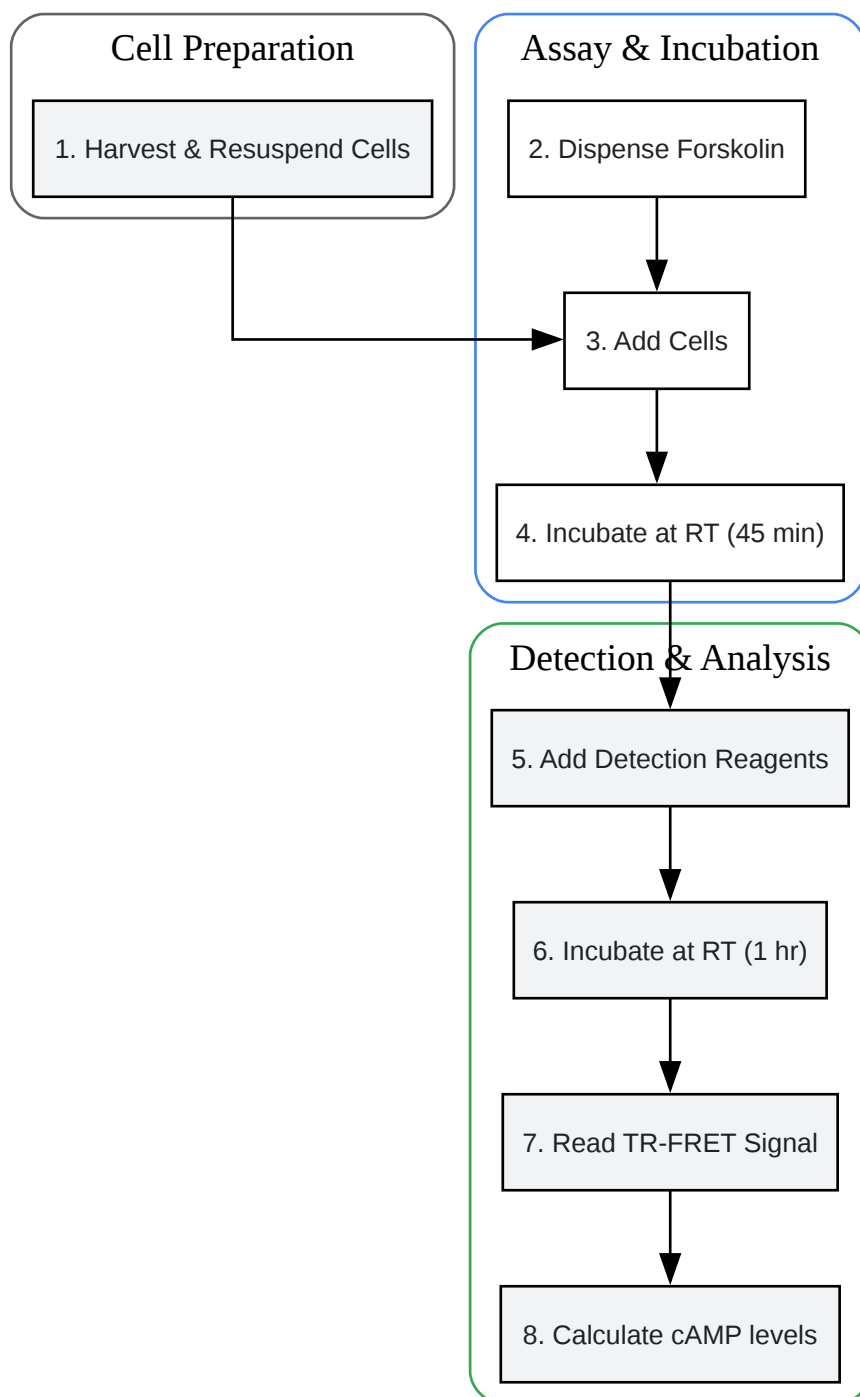 Cell Preparation
1. Harvest & Resuspend Cells
Assay & Incubation
2. Dispense Forskolin
3. Add Cells
4. Incubate at RT (45 min)
Detection & Analysis
5. Add Detection Reagents
6. Incubate at RT (1 hr)
7. Read TR-FRET Signal
8. Calculate cAMP levels